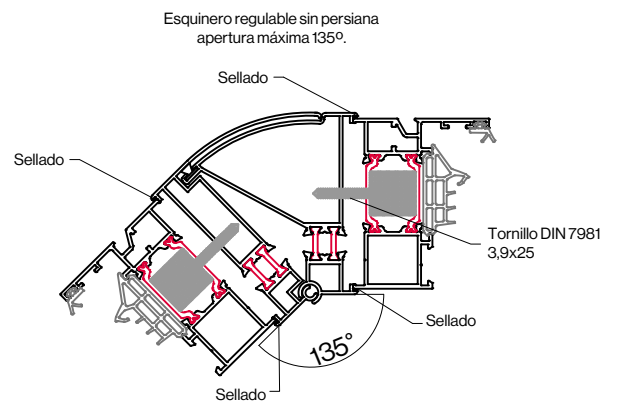 Esquinero regulable sin persiana
apertura máxima 135º.
Sellado
Sellado
Tornillo DIN 7981
3,9x25
Sellado
135°
Sellado